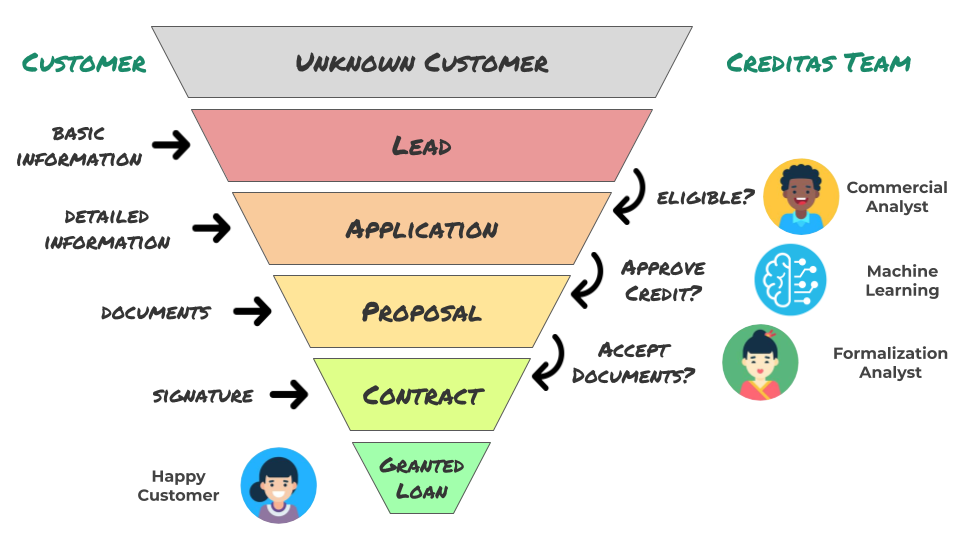 Customer
Unknown Customer
Creditas Team
basic
information
Lead
eligible?
Commercial
Analyst
detailed
information
Application
Approve
Credit?
Machine
Learning
documents
Proposal
Accept
Documents?
Formalization
Analyst
signature
Contract
Happy
Customer
Granted
Loan